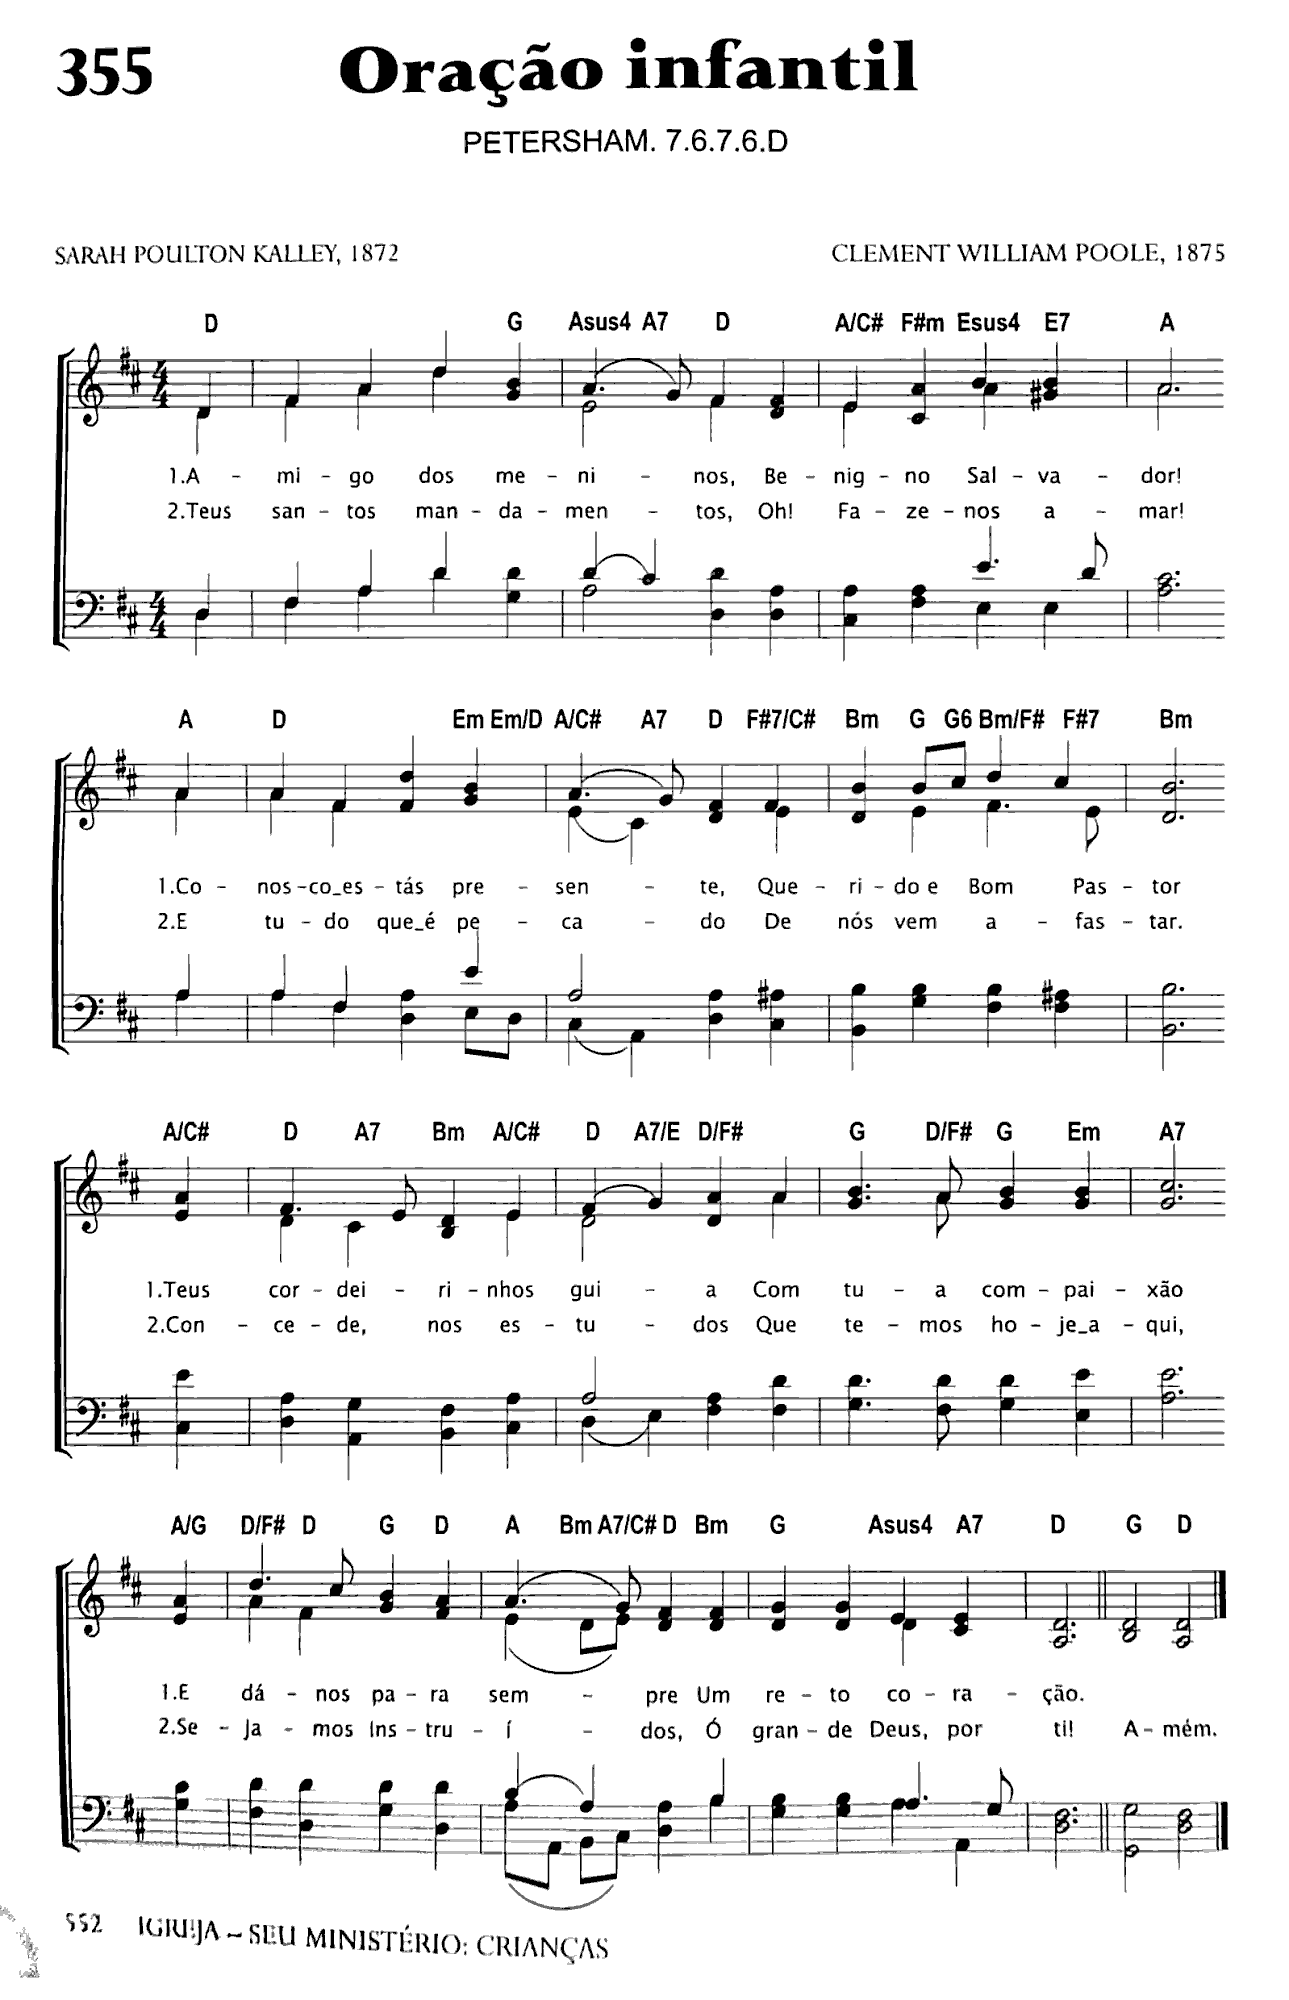 355 Oração infantil
PETERSHAM. 7.6.7.6.D
SARAH POULTON KALLEY, 1872 CLEMENT WILLIAM POOLE, 1875
D G Asus4 A7 D A/C# F#m Esus4 E7 A
4 4
1.A - mi - go dos me - ni - nos, Be - nig - no Sal - va - dor!
2.Teus san - tos man - da - men - tos, Oh! Fa - ze - nos a - mar!
4 4
A D Em Em/D A/C# A7 D F#7/C# Bm G G6 Bm/F# F#7 Bm
1.Co - nos-co_es - tás pre - sen - te, Que - ri - do e Bom Pas - tor
2.E tu - do que_é pe - ca - do De nós vem a - fas - tar.
A/C# D A7 Bm A/C# D A7/E D/F# G D/F# G Em A7
1.Teus cor - dei - ri - nhos gui - a Com tu - a com - pai - xão
2.Con - ce - de, nos es - tu - dos Que te - mos ho - je_a - qui,
A/G D/F# D G D A Bm A7/C# D Bm G Asus4 A7 D G D
1.E dá - nos pa - ra sem - pre Um re - to co - ra - ção.
2.Se - Ja - mos Ins - tru - í - dos, Ó gran - de Deus, por ti! A - mém.
552 IGREJA – SEU MINISTÉRIO: CRIANÇAS